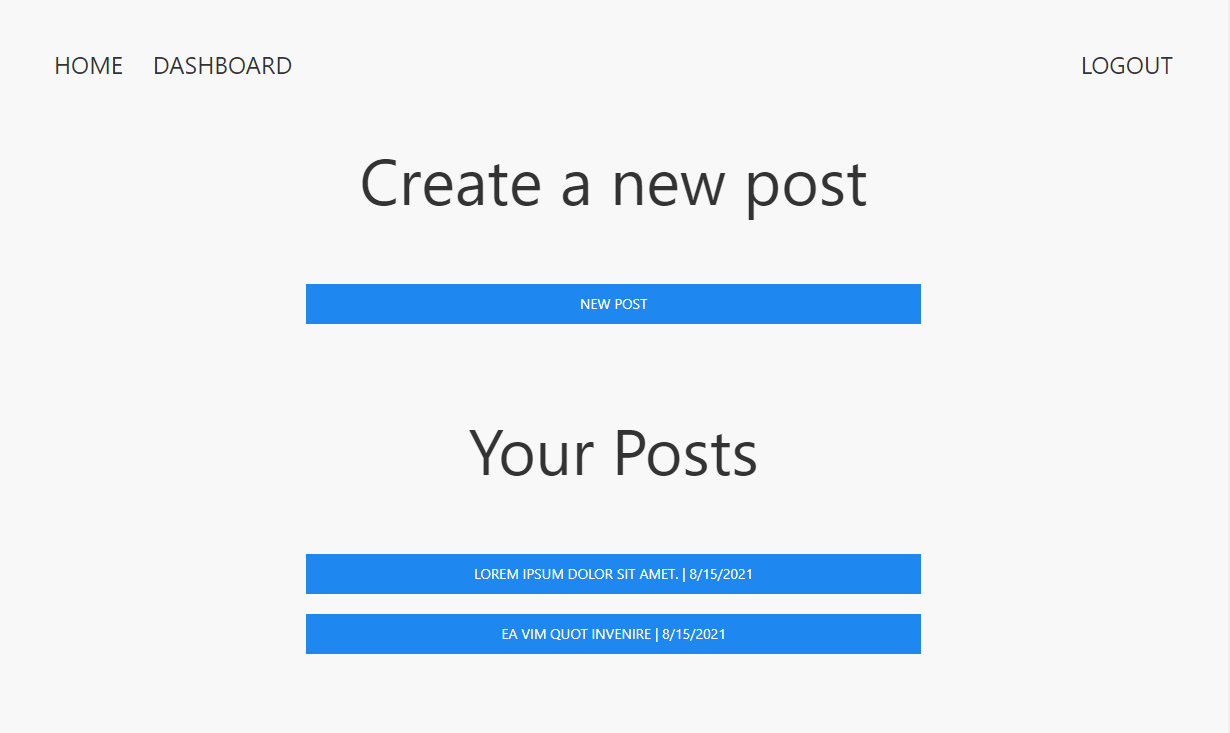 HOME DASHBOARD LOGOUT
Create a new post
NEW POST
Your Posts
LOREM IPSUM DOLOR SIT AMET. | 8/15/2021
EA VIM QUOT INVENIRE | 8/15/2021